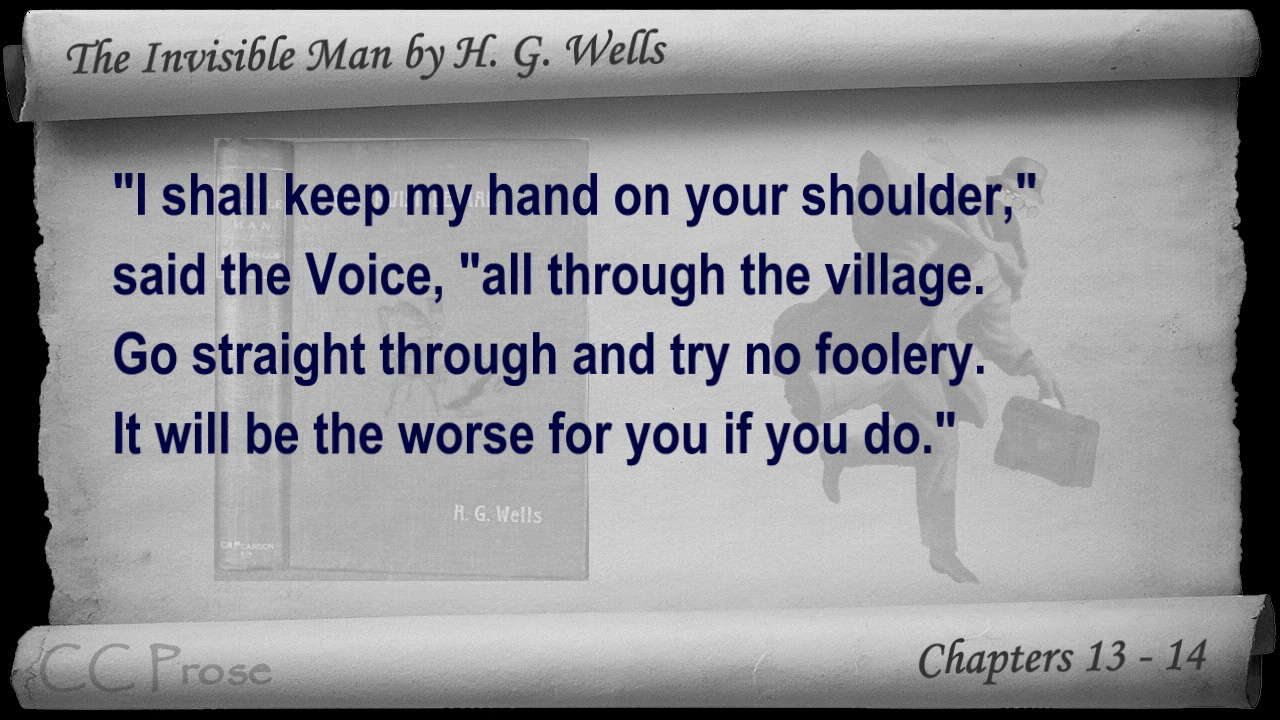 The Invisible Man by H. G. Wells
"I shall keep my hand on your shoulder,"
said the Voice, "all through the village.
Go straight through and try no foolery.
It will be the worse for you if you do."
H. G. Wells
CC Prose
Chapters 13 - 14